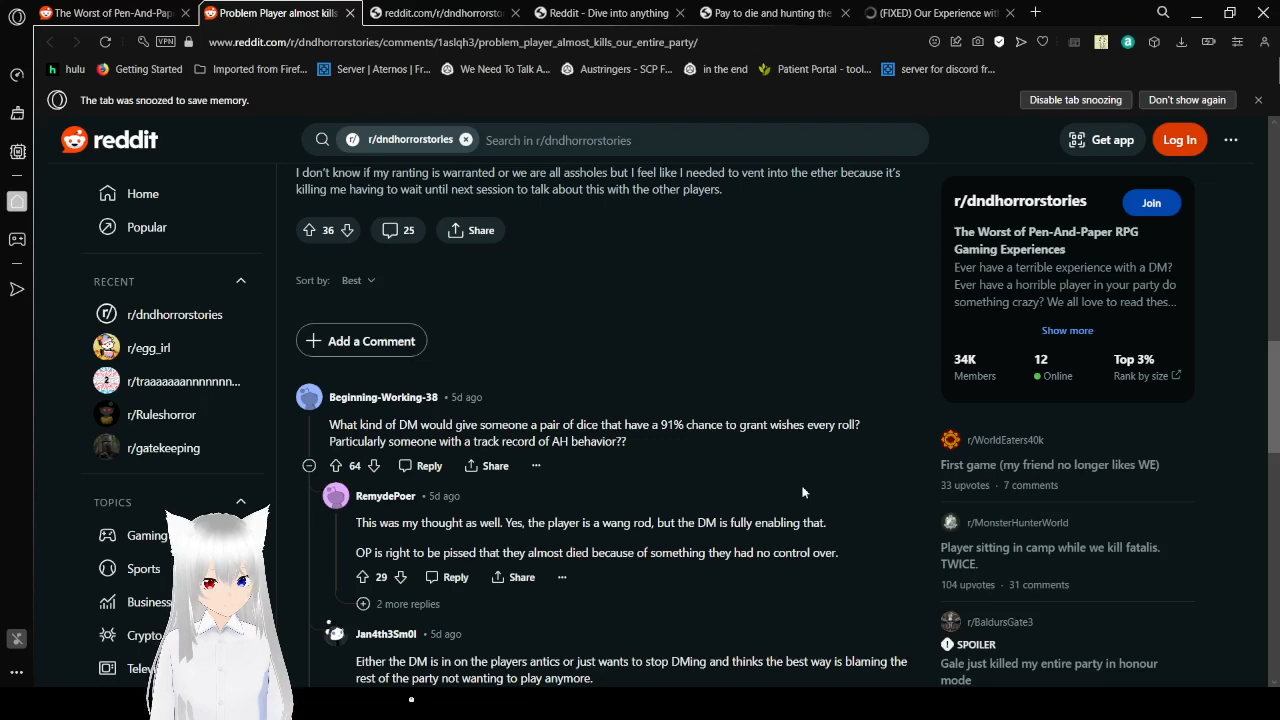 The Worst of Pen-And-Pape
Problem Player almost kills
reddit.com/r/dndhorrorsto
Reddit - Dive into anything
Pay to die and hunting the
(FIXED) Our Experience with
VPN
www.reddit.com/r/dndhorrorstories/comments/1aslqh3/problem_player_almost_kills_our_entire_party/
hulu
Getting Started
Imported from Firef...
Server | Aternos | Fr...
We Need To Talk A...
Austringers - SCP F...
in the end
Patient Portal - tool...
server for discord fr...
The tab was snoozed to save memory.
Disable tab snoozing
Don't show again
reddit
r/dndhorrorstories
Search in r/dndhorrorstories
Get app
Log In
Home
Popular
RECENT
r/dndhorrorstories
r/egg_irl
r/traaaaaaannnnnnn...
r/Ruleshorror
r/gatekeeping
TOPICS
Gaming
Sports
Business
Crypto
Telev
I don't know if my ranting is warranted or we are all assholes but I feel like I needed to vent into the ether because it's
killing me having to wait until next session to talk about this with the other players.
36
25
Share
Sort by:
Best
Add a Comment
Beginning-Working-38 • 5d ago
What kind of DM would give someone a pair of dice that have a 91% chance to grant wishes every roll?
Particularly someone with a track record of AH behavior??
64
Reply
Share
RemydePoer • 5d ago
This was my thought as well. Yes, the player is a wang rod, but the DM is fully enabling that.
OP is right to be pissed that they almost died because of something they had no control over.
29
Reply
Share
2 more replies
Jan4th3Sm0l • 5d ago
Either the DM is in on the players antics or just wants to stop DMing and thinks the best way is blaming the
rest of the party not wanting to play anymore.
r/dndhorrorstories
Join
The Worst of Pen-And-Paper RPG
Gaming Experiences
Ever have a terrible experience with a DM?
Ever have a horrible player in your party do
something crazy? We all love to read thes...
Show more
34K
12
Top 3%
Members
Online
Rank by size
r/WorldEaters40k
First game (my friend no longer likes WE)
33 upvotes • 7 comments
r/MonsterHunterWorld
Player sitting in camp while we kill fatalis.
TWICE.
104 upvotes • 31 comments
r/BaldursGate3
SPOILER
Gale just killed my entire party in honour
mode